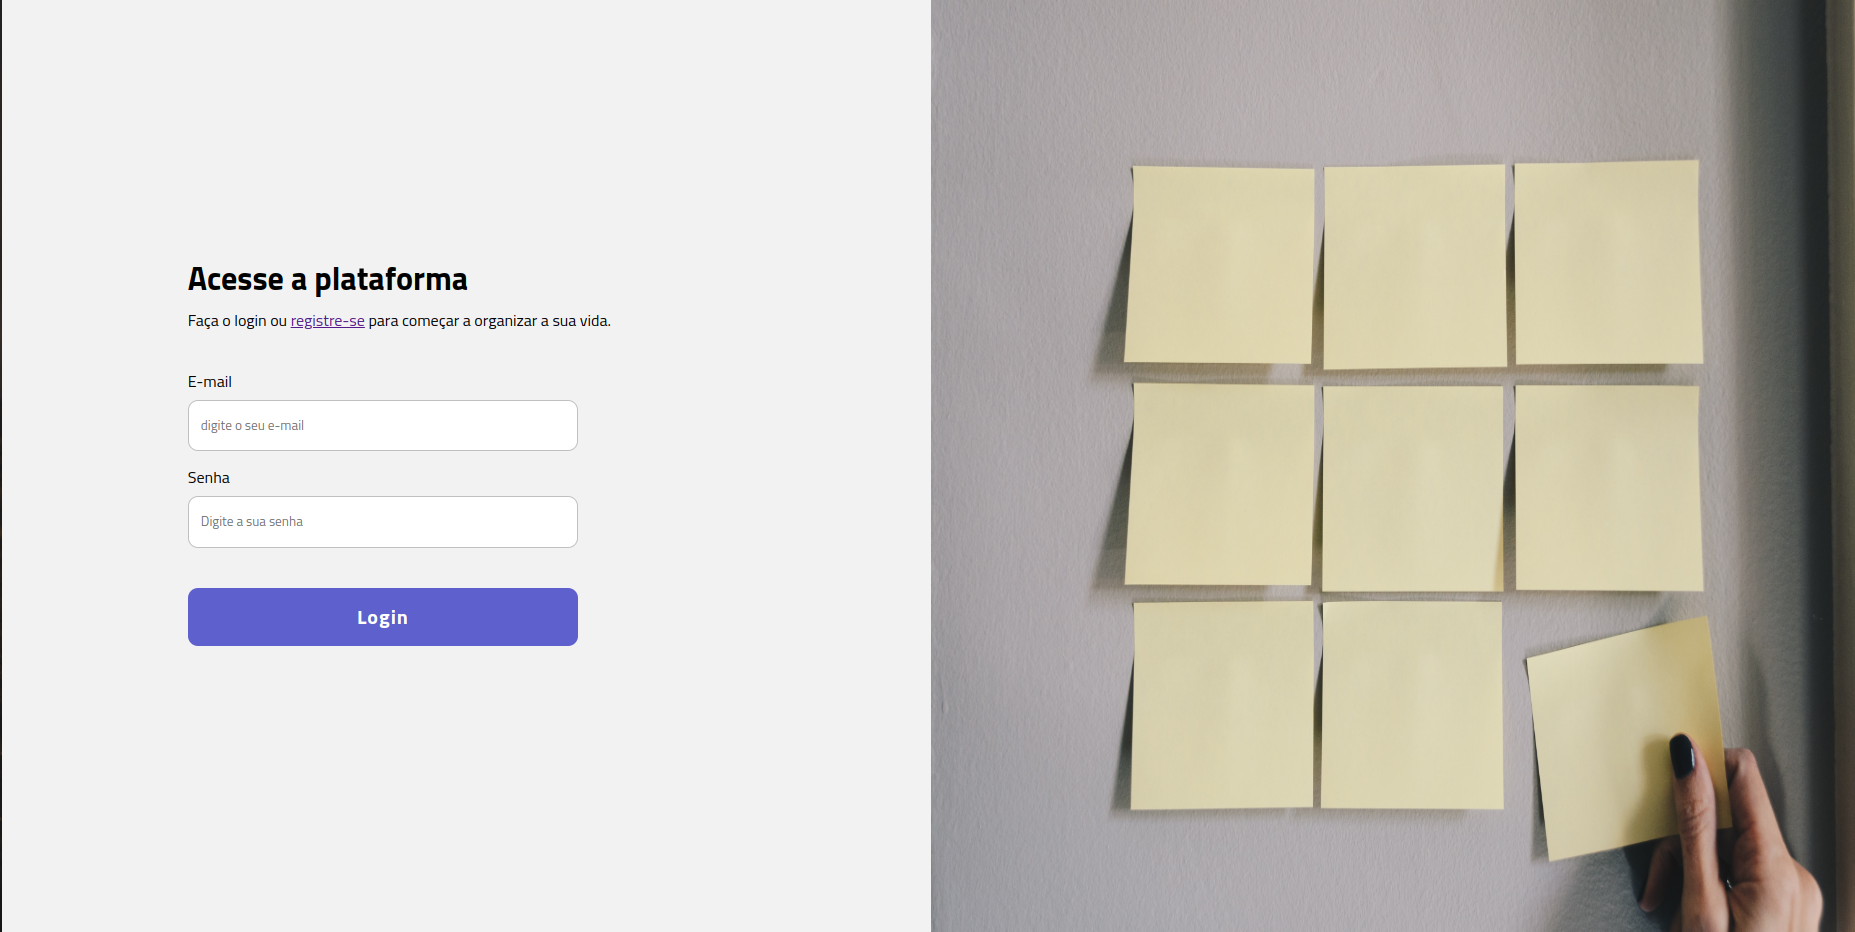 Acesse a plataforma
Faça o login ou registre-se para começar a organizar a sua vida.
E-mail
digite o seu e-mail
Senha
Digite a sua senha
Login